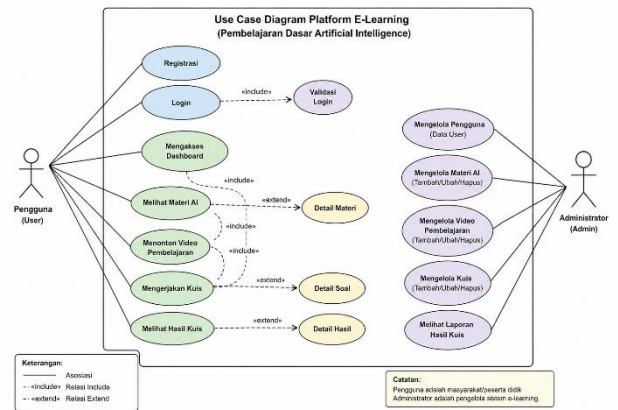 Use Case Diagram Platform E-Learning
(Pembelajaran Dasar Artificial Intelligence)
Registrasi
Login
«include»
Validasi
Login
Mengakses
Dashboard
«include»
Melihat Materi AI
«extend»
Detail Materi
«include»
Menonton Video
Pembelajaran
«include»
Mengerjakan Kuis
«extend»
Detail Soal
Melihat Hasil Kuis
«extend»
Detail Hasil
Pengguna
(User)
Mengelola Pengguna
(Data User)
Mengelola Materi AI
(Tambah/Ubah/Hapus)
Mengelola Video
Pembelajaran
(Tambah/Ubah/Hapus)
Mengelola Kuis
(Tambah/Ubah/Hapus)
Melihat Laporan
Hasil Kuis
Administrator
(Admin)
Keterangan:
Asosiasi
«include» Relasi Include
«extend» Relasi Extend
Catatan:
Pengguna adalah masyarakat/peserta didik
Administrator adalah pengelola sistem e-learning.